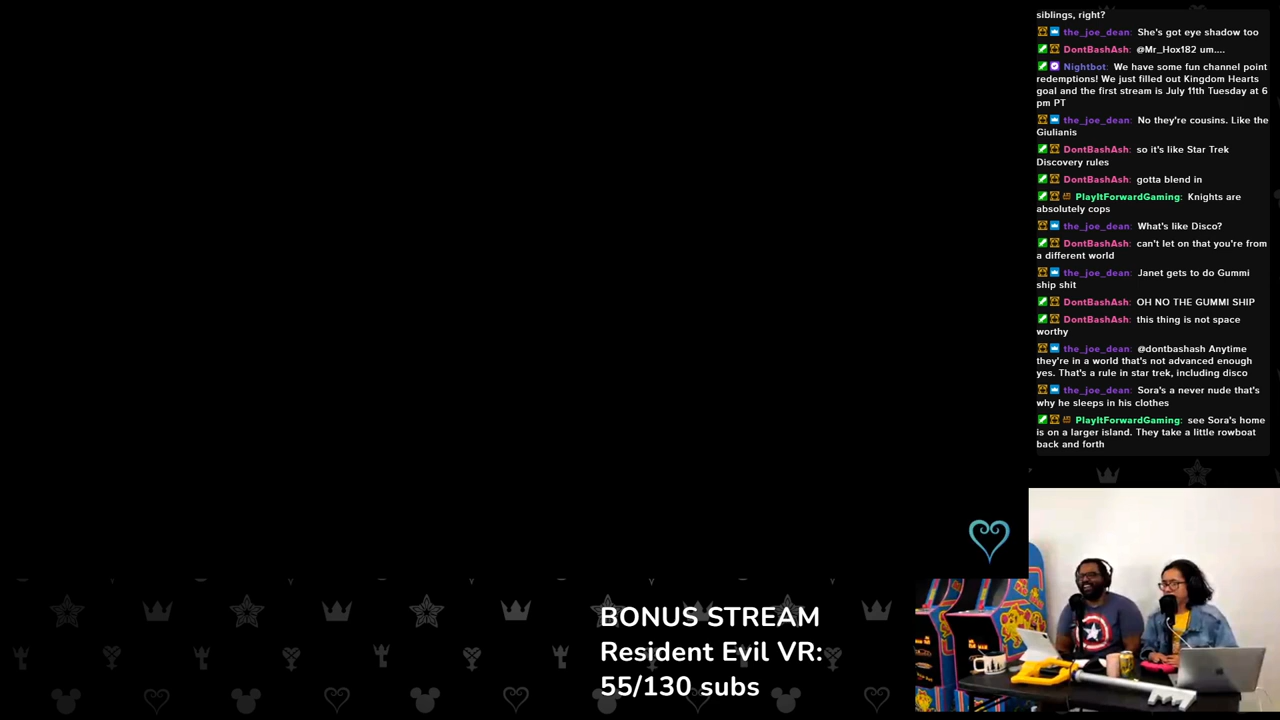 siblings, right?
the_joe_dean: She's got eye shadow too
DontBashAsh: @Mr_Hox182 um....
Nightbot: We have some fun channel point
redemptions! We just filled out Kingdom Hearts
goal and the first stream is July 11th Tuesday at 6
pm PT
the_joe_dean: No they're cousins. Like the
Giulianis
DontBashAsh: so it's like Star Trek
Discovery rules
DontBashAsh: gotta blend in
PlayItForwardGaming: Knights are
absolutely cops
the_joe_dean: What's like Disco?
DontBashAsh: can't let on that you're from
a different world
the_joe_dean: Janet gets to do Gummi
ship shit
DontBashAsh: OH NO THE GUMMI SHIP
DontBashAsh: this thing is not space
worthy
the_joe_dean: @dontbashash Anytime
they're in a world that's not advanced enough
yes. That's a rule in star trek, including disco
the_joe_dean: Sora's a never nude that's
why he sleeps in his clothes
PlayItForwardGaming: see Sora's home
is on a larger island. They take a little rowboat
back and forth
BONUS STREAM
Resident Evil VR:
55/130 subs